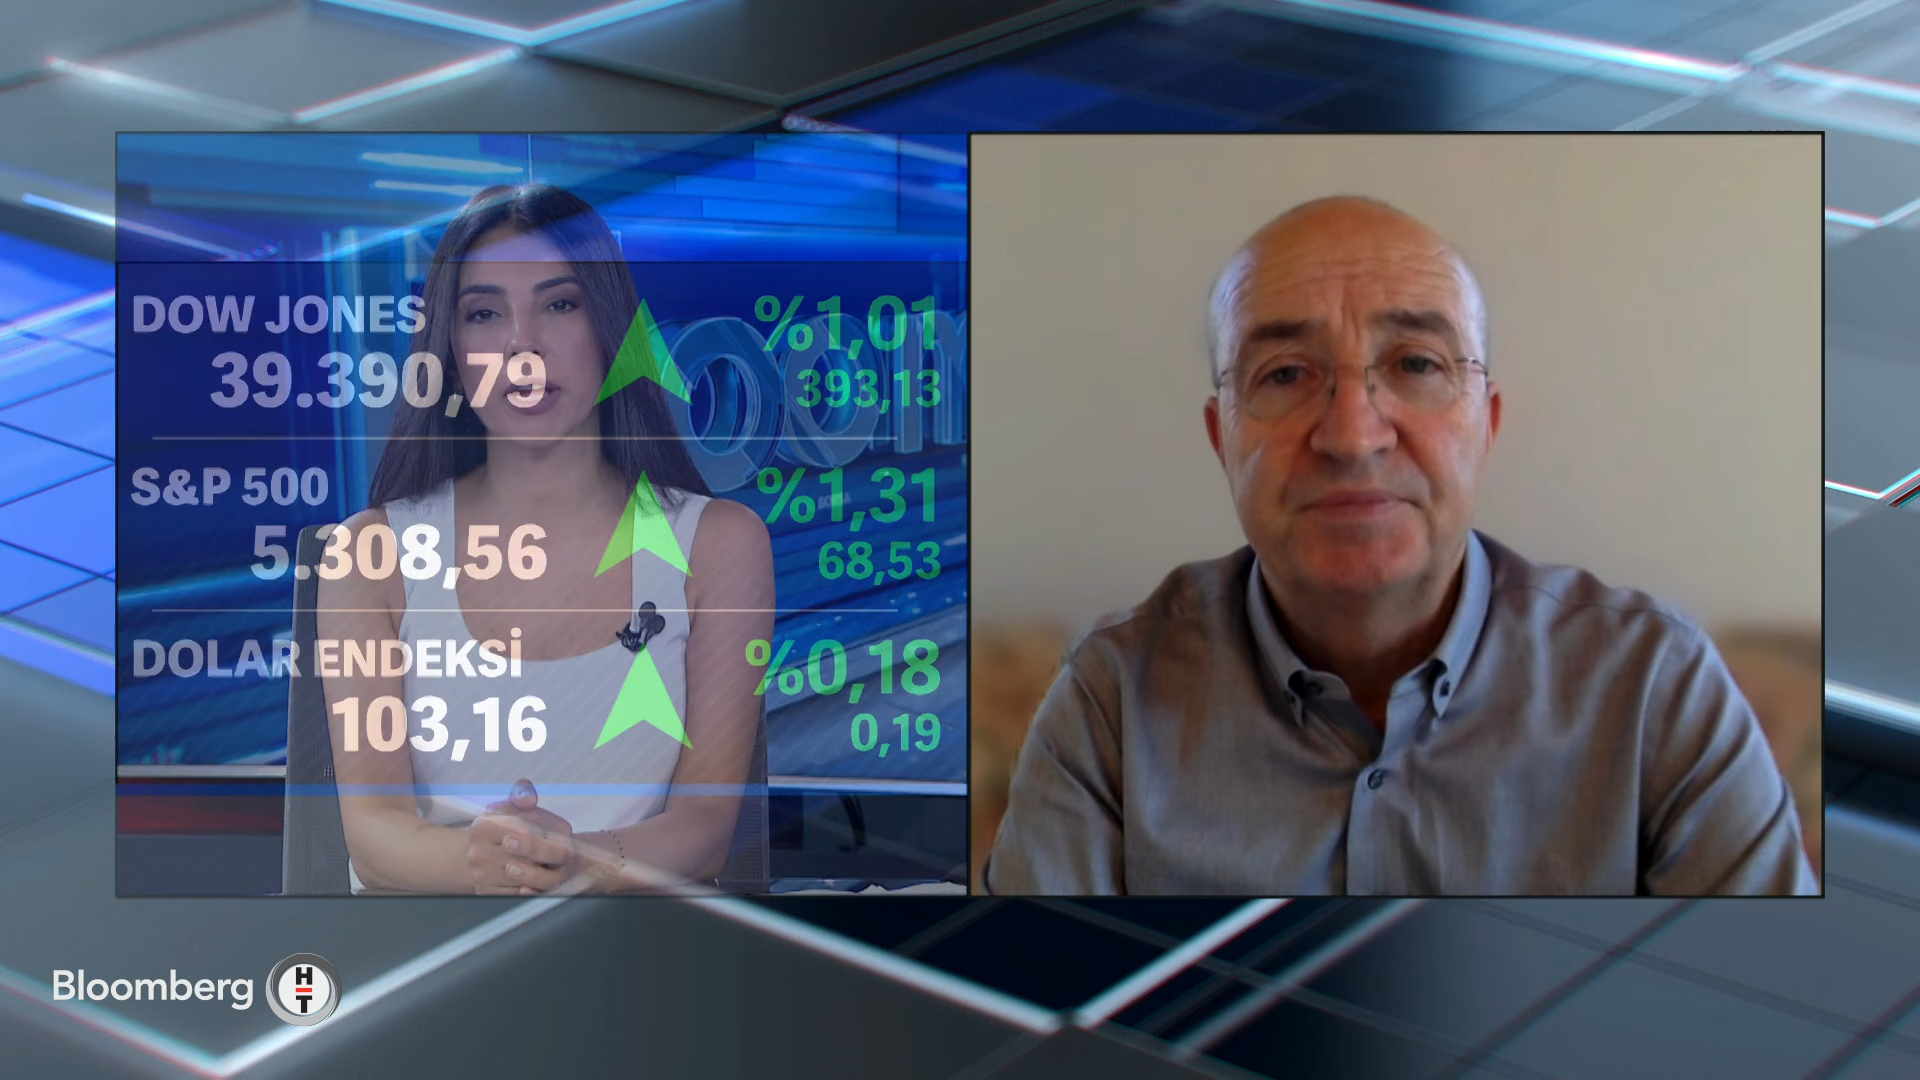 DOW JONES
39.390,79
%1,01
393,13
S&P 500
5.308,56
%1,31
68,53
DOLAR ENDEKSİ
103,16
%0,18
0,19
Bloomberg HT